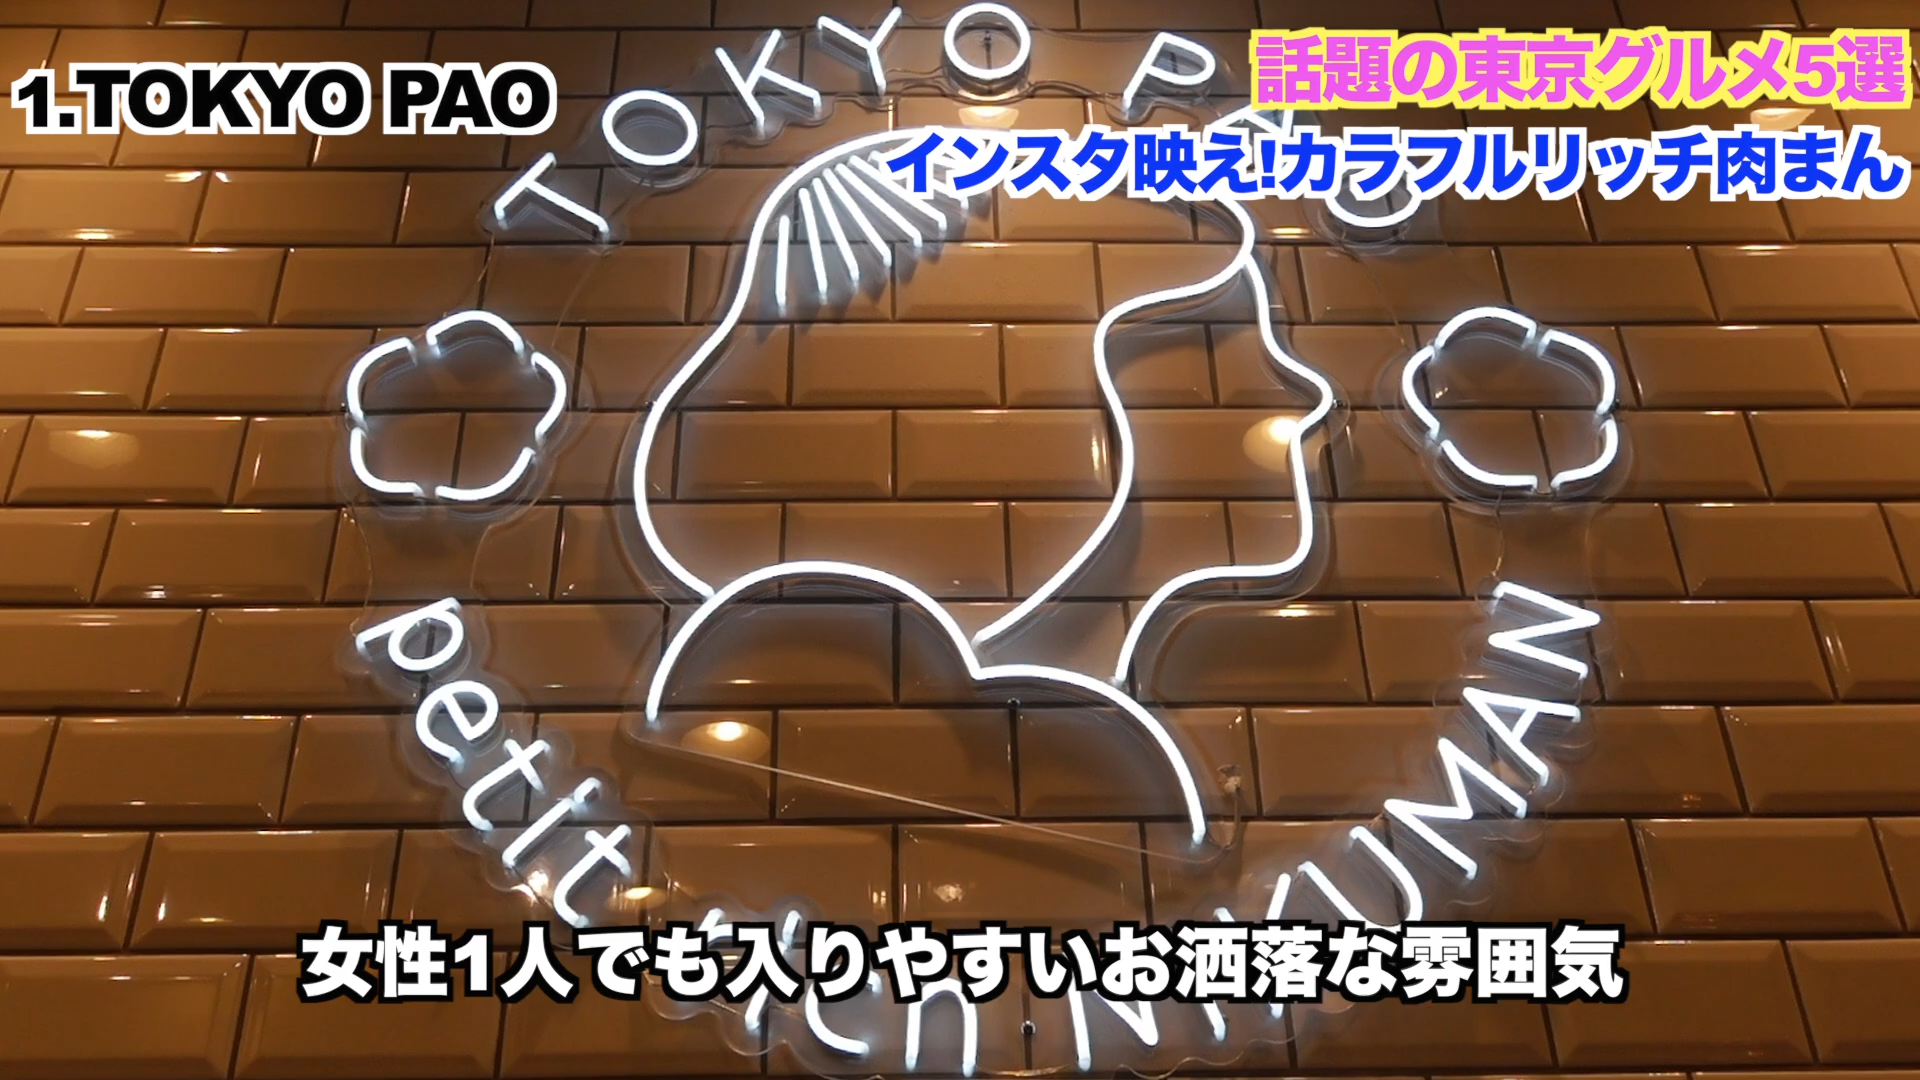 1.TOKYO PAO
話題の東京グルメ5選
インスタ映え!カラフルリッチ肉まん
TOKYO PAO
petit
NIKUMAN
女性1人でも入りやすいお洒落な雰囲気